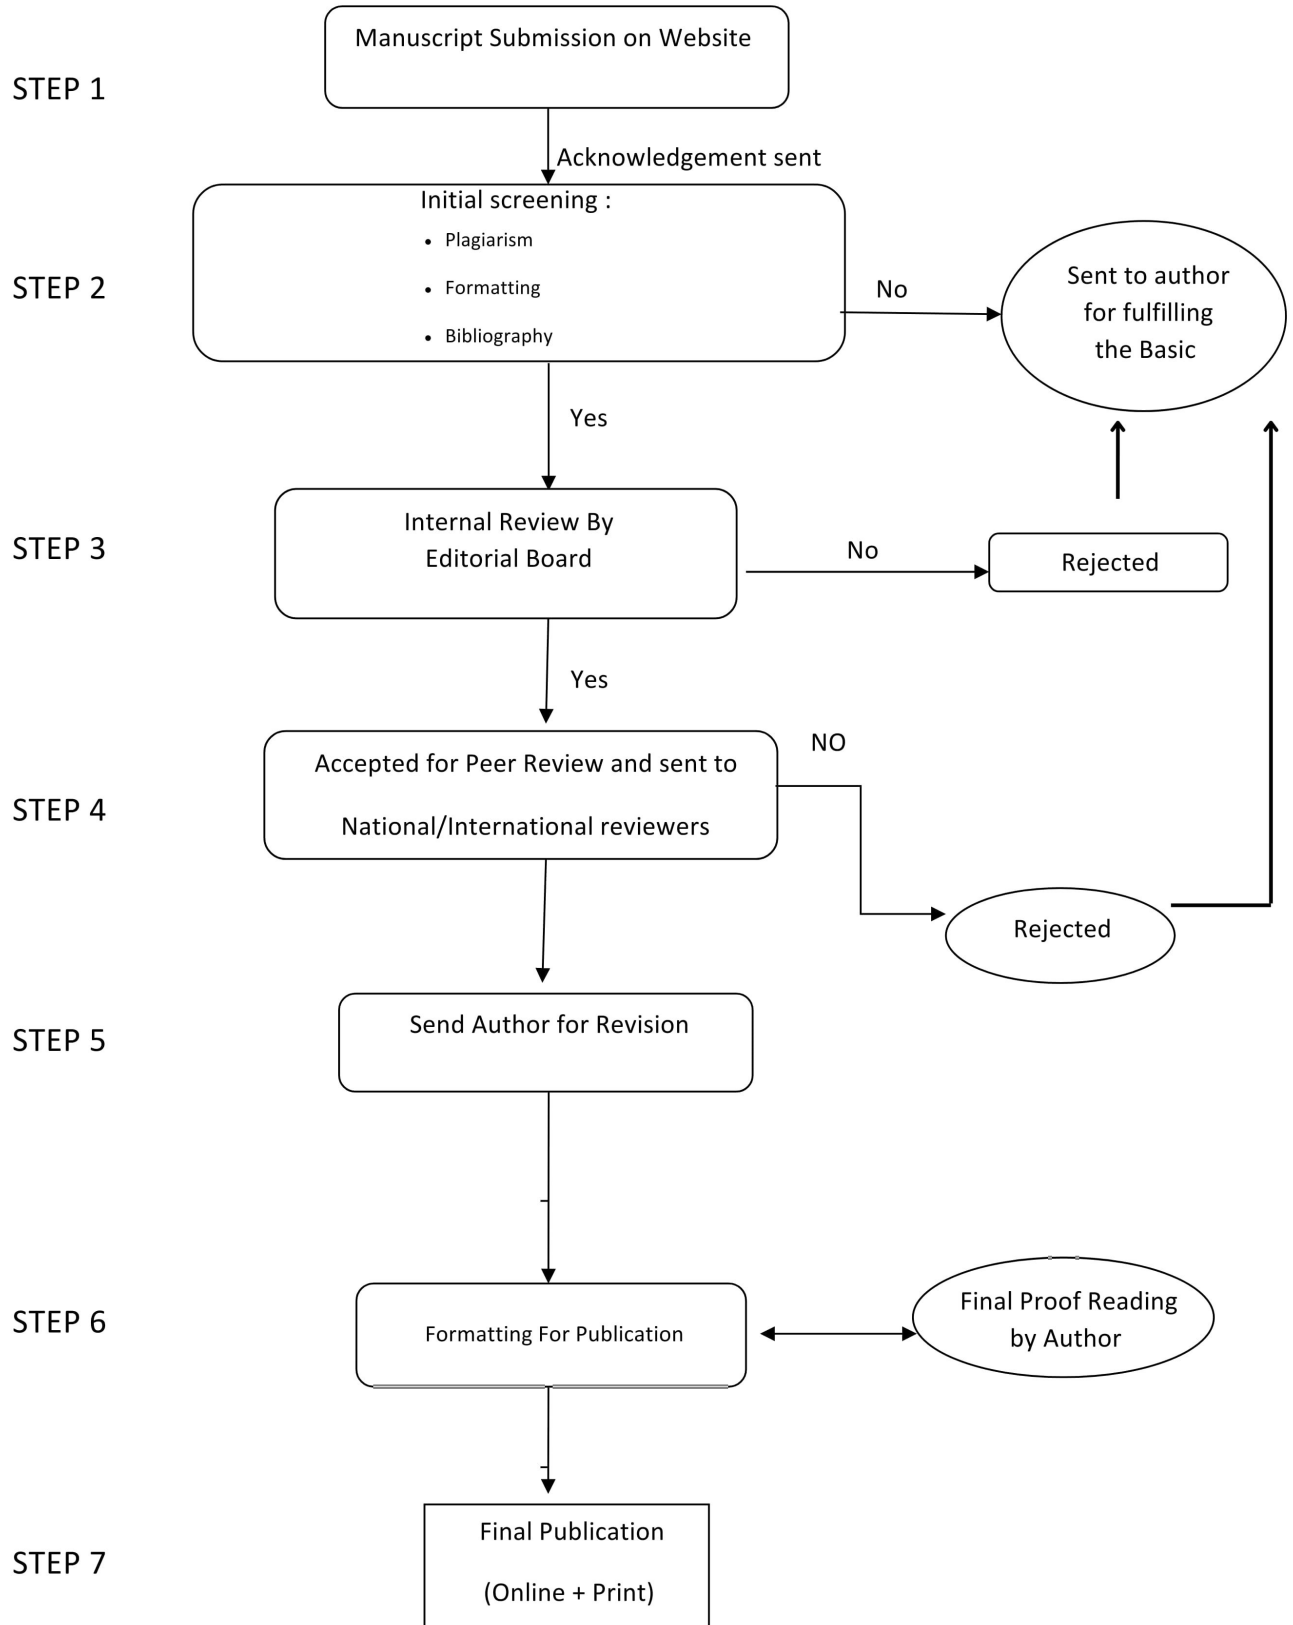 Manuscript Submission on Website
STEP 1
Acknowledgement sent
Initial screening :
• Plagiarism
STEP 2
• Formatting
• Bibliography
No
Sent to author
for fulfilling
the Basic
Yes
STEP 3
Internal Review By
Editorial Board
No
Rejected
Yes
STEP 4
Accepted for Peer Review and sent to
National/International reviewers
NO
Rejected
STEP 5
Send Author for Revision
STEP 6
Formatting For Publication
Final Proof Reading
by Author
STEP 7
Final Publication
(Online + Print)